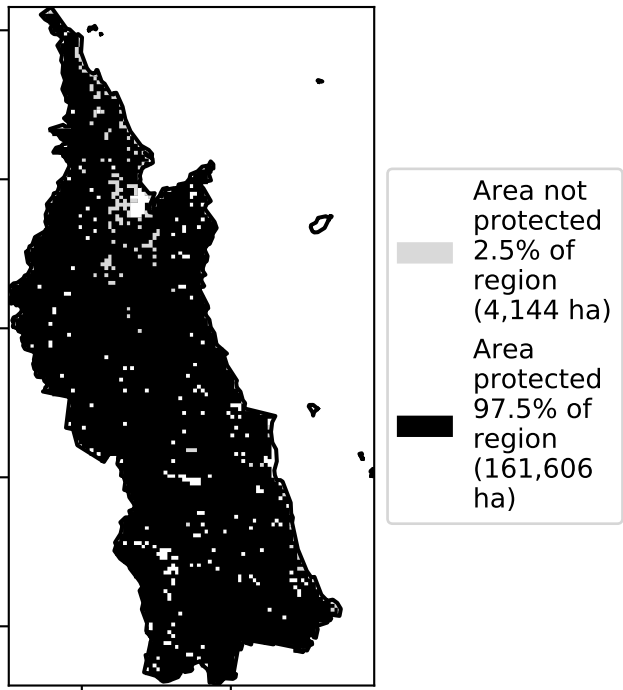 Area not
protected
2.5% of
region
(4,144 ha)
Area
protected
97.5% of
region
(161,606
ha)